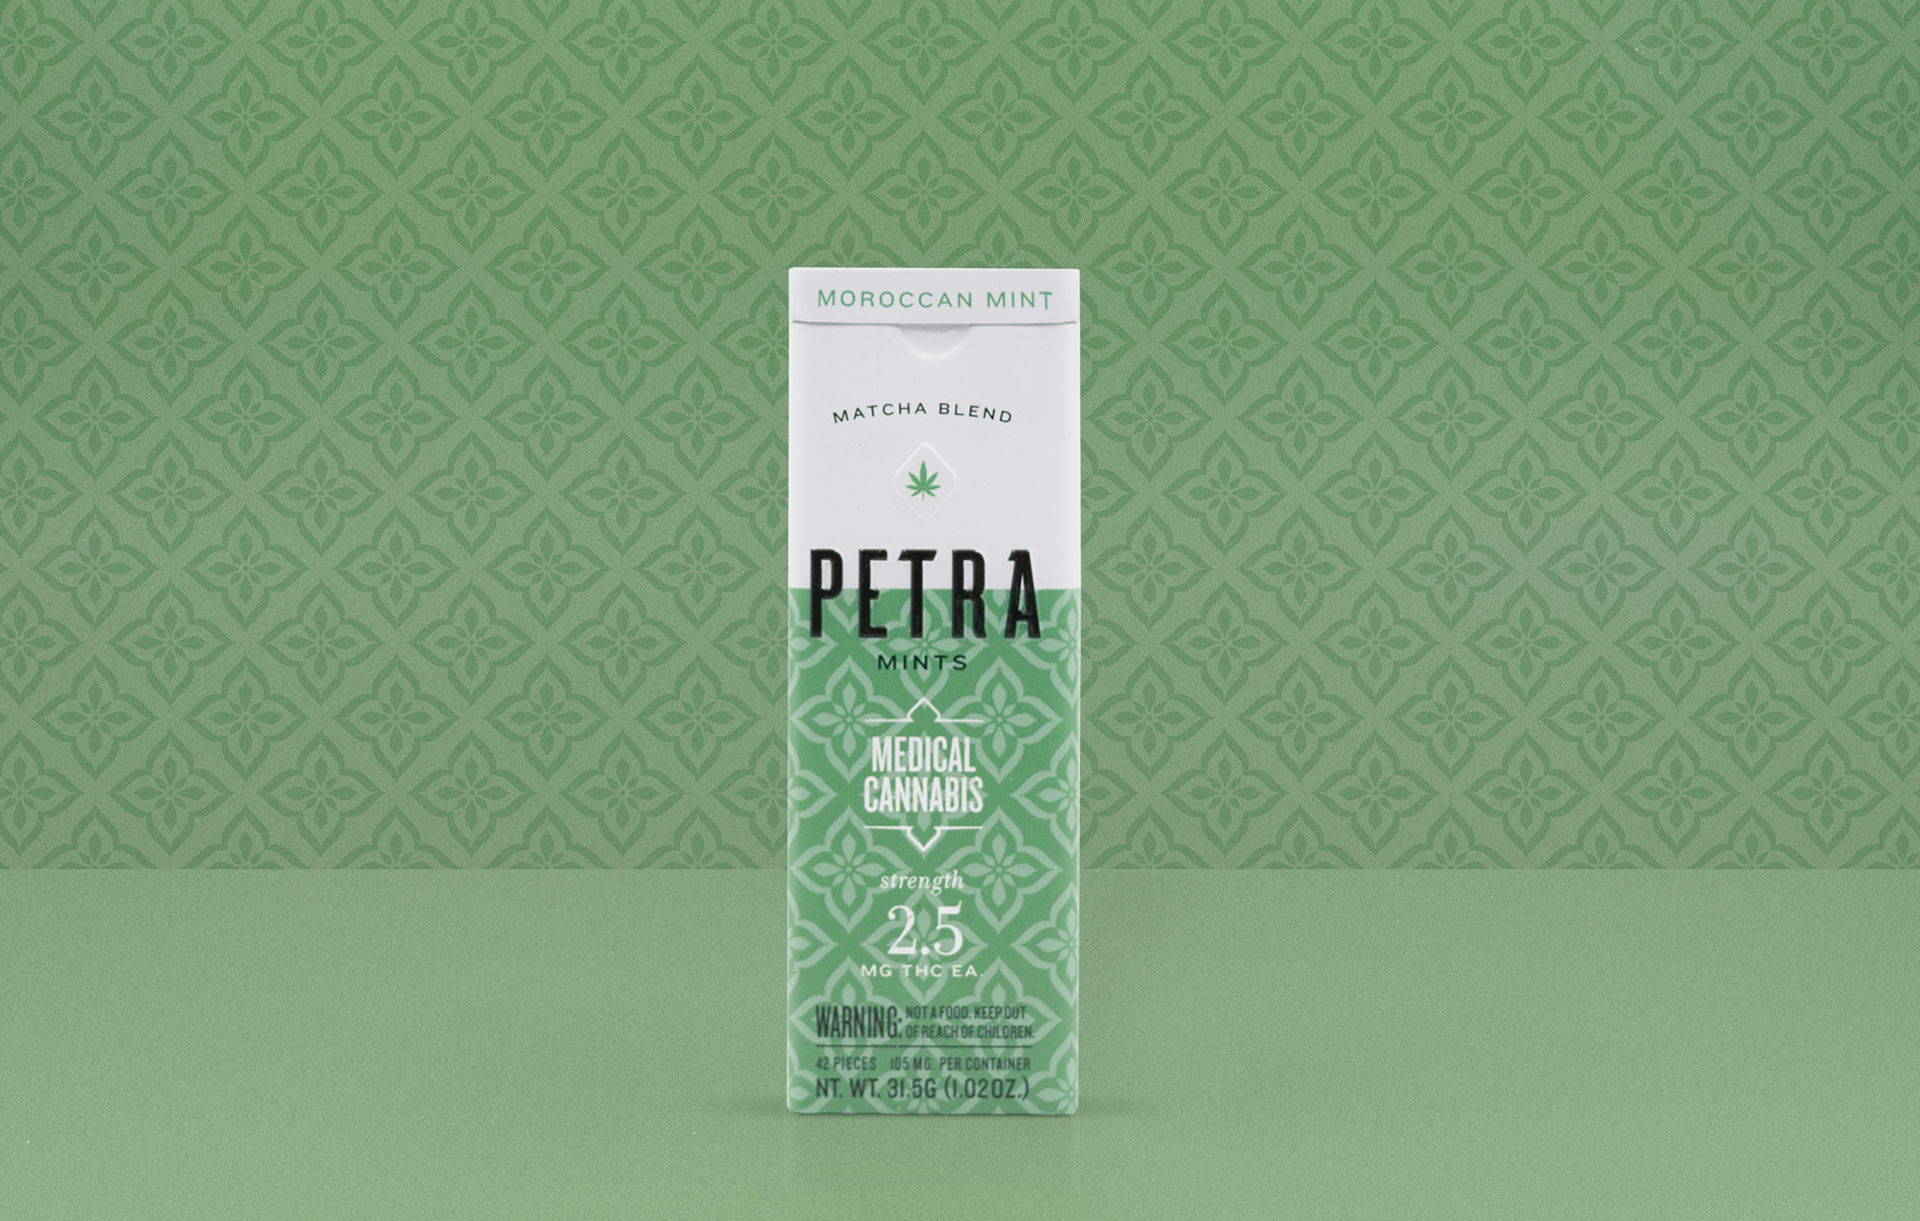 MOROCCAN MINT
MATCHA BLEND
PETRA
MINTS
MEDICAL
CANNABIS
strength
2.5
MG THC EA.
WARNING: NOT A FOOD. KEEP OUT
OF REACH OF CHILDREN.
42 PIECES 105 MG. PER CONTAINER
NT. WT. 31.5G (1.02OZ.)